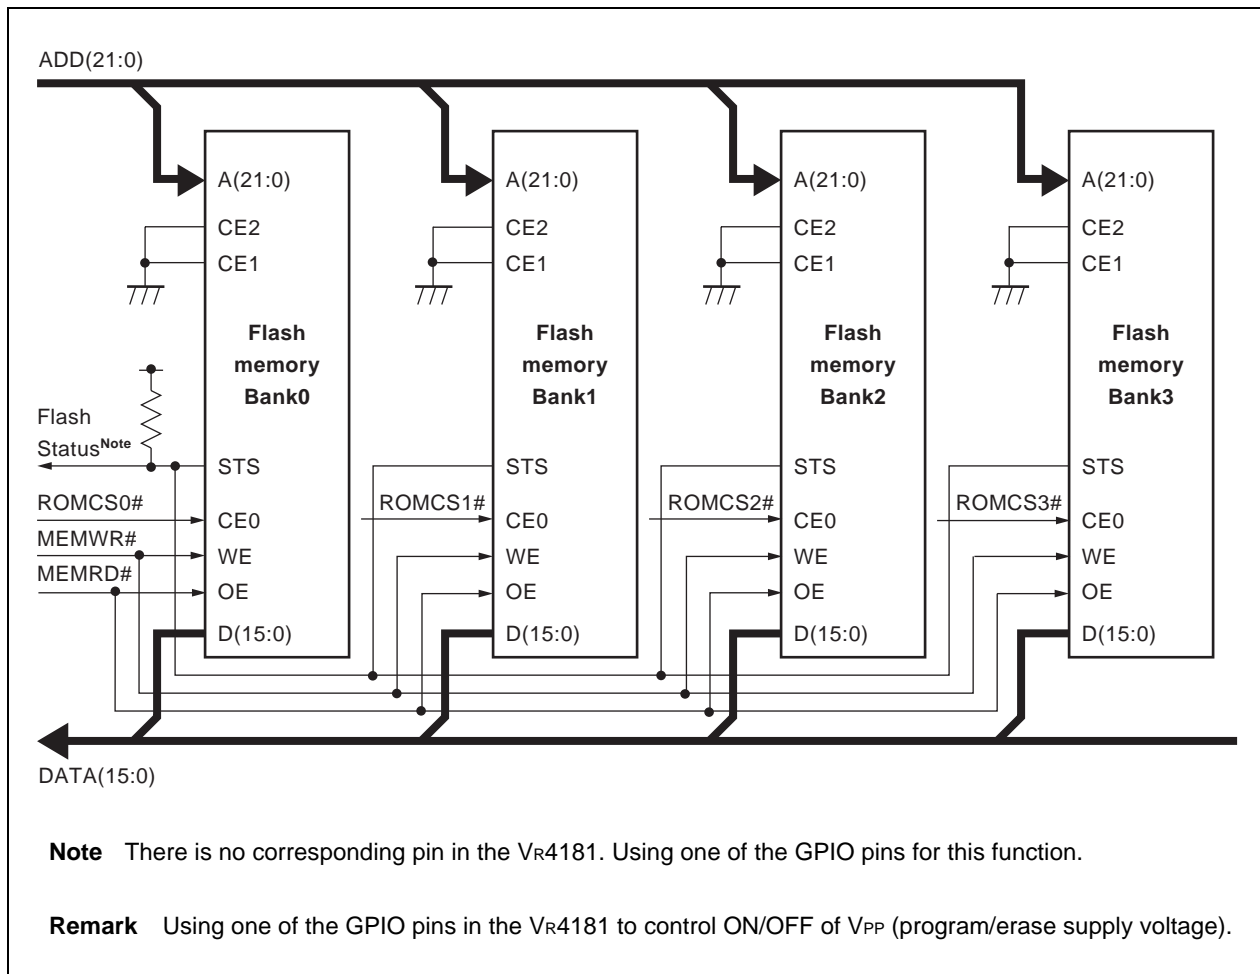 ADD(21:0)
A(21:0) A(21:0) A(21:0) A(21:0)
CE2 CE2 CE2 CE2
CE1 CE1 CE1 CE1
Flash Flash Flash Flash
memory memory memory memory
Bank0 Bank1 Bank2 Bank3
Flash
StatusNote
STS STS STS STS
ROMCS0# ROMCS1# ROMCS2# ROMCS3#
CE0 CE0 CE0 CE0
MEMWR#
WE WE WE WE
MEMRD#
OE OE OE OE
D(15:0) D(15:0) D(15:0) D(15:0)
DATA(15:0)
Note There is no corresponding pin in the VR4181. Using one of the GPIO pins for this function.
Remark Using one of the GPIO pins in the VR4181 to control ON/OFF of VPP (program/erase supply voltage).